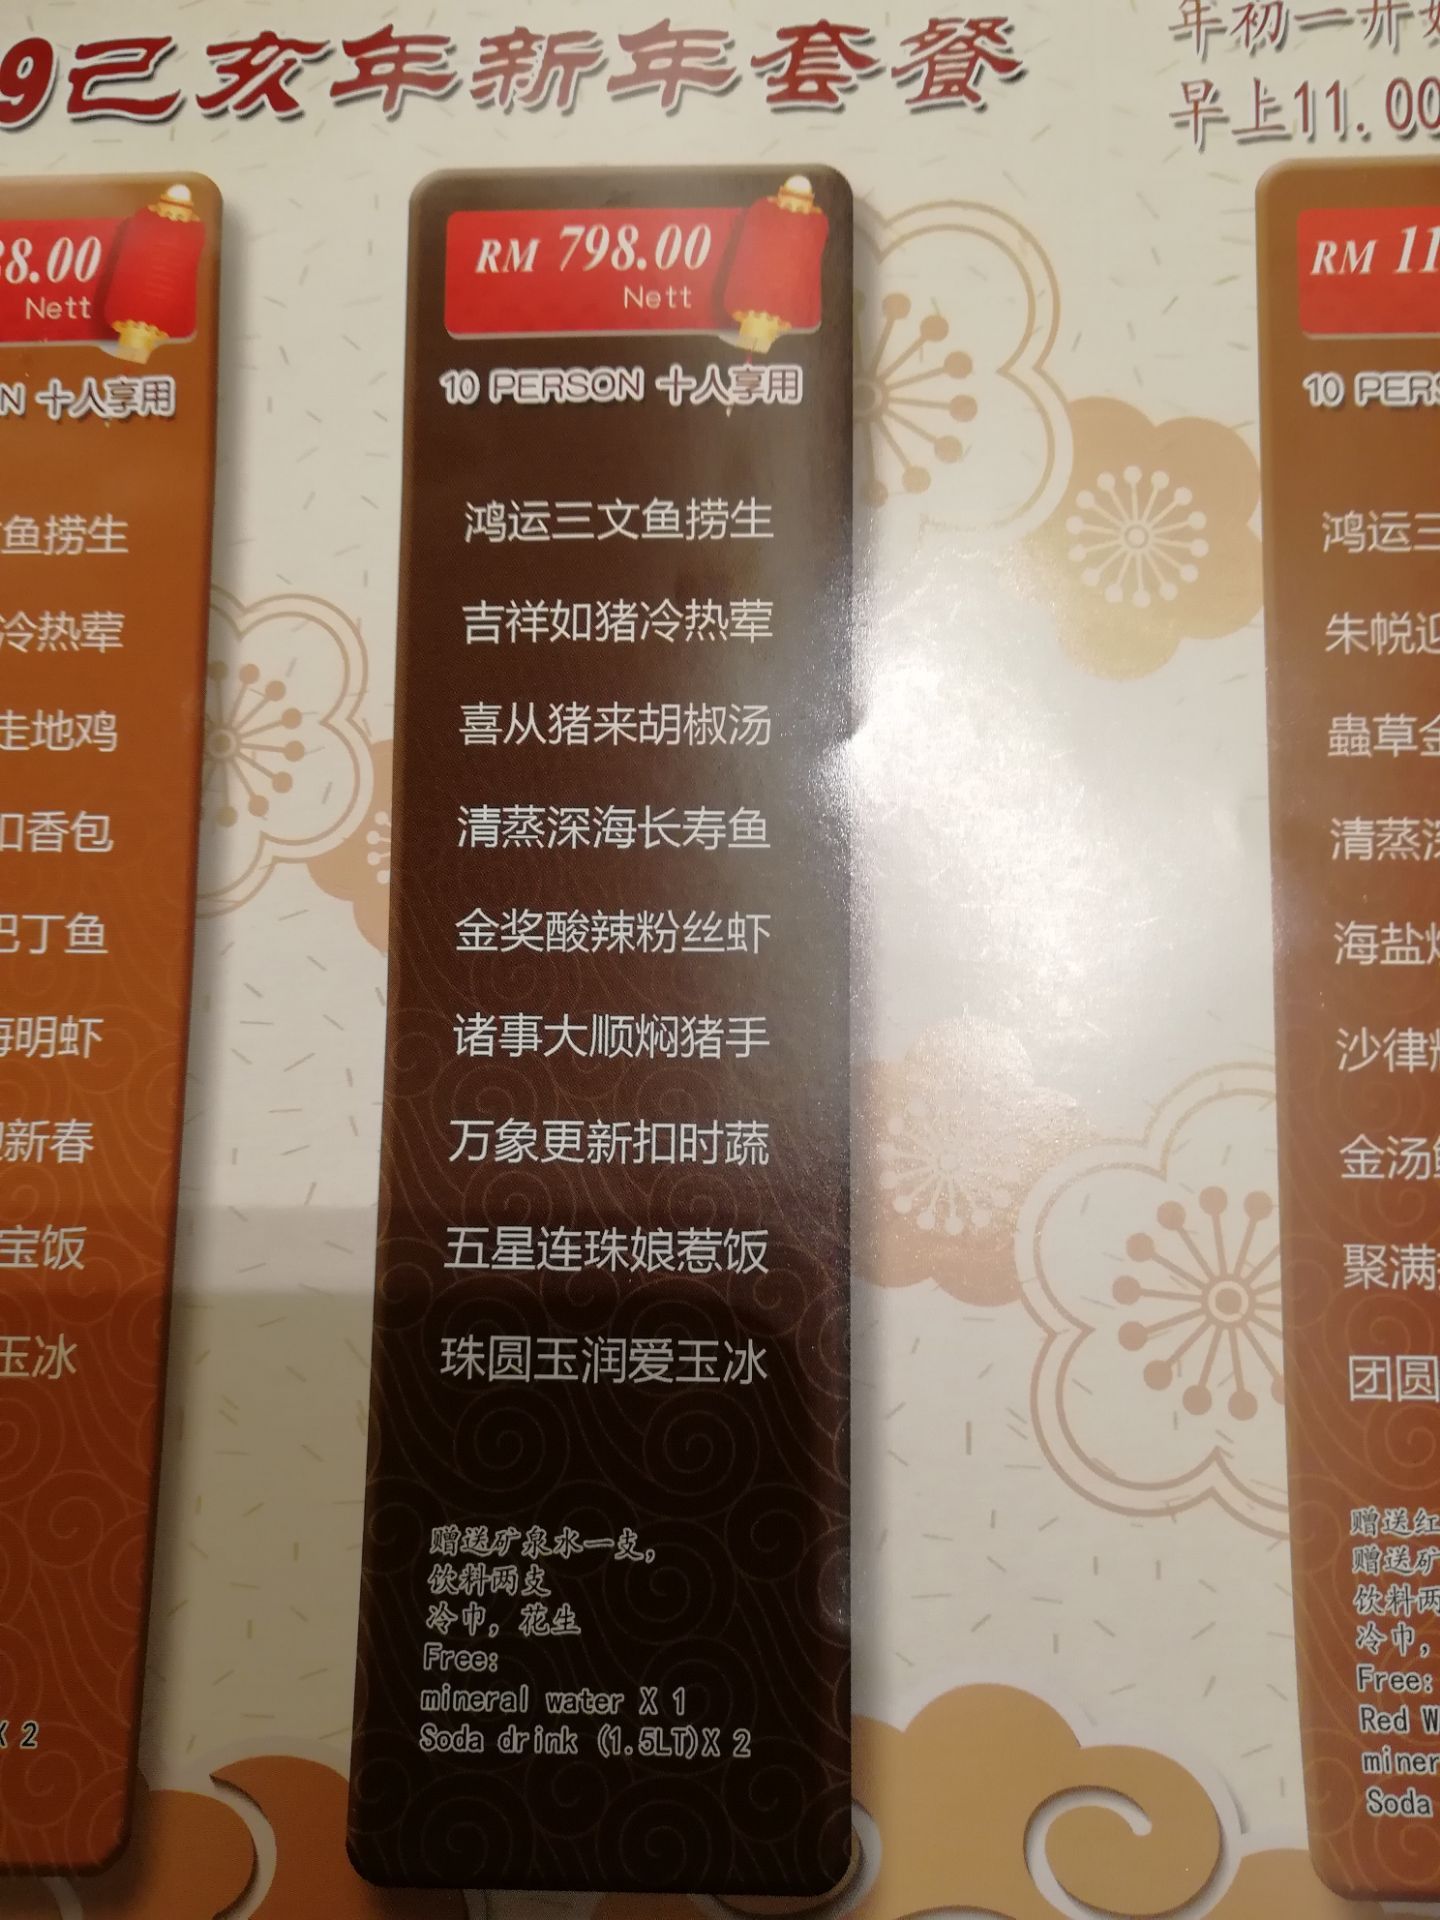 9己亥年新年套餐
年初一开始
早上11.00
8.00
Nett
N 十人享用
鱼捞生
冷热荤
走地鸡
扣香包
巴丁鱼
海明虾
迎新春
宝饭
玉冰
X 2
RM 798.00
Nett
10 PERSON 十人享用
鸿运三文鱼捞生
吉祥如猪冷热荤
喜从猪来胡椒汤
清蒸深海长寿鱼
金奖酸辣粉丝虾
诸事大顺焖猪手
万象更新扣时蔬
五星连珠娘惹饭
珠圆玉润爱玉冰
赠送矿泉水一支，
饮料两支
冷巾，花生
Free:
mineral water X 1
Soda drink (1.5LT)X 2
RM 11
10 PERS
鸿运三
朱悦迎
蟲草金
清蒸深
海盐
沙律
金汤
聚满
团圆
赠送红
赠送矿
饮料两
冷巾，
Free:
Red W
miner
Soda